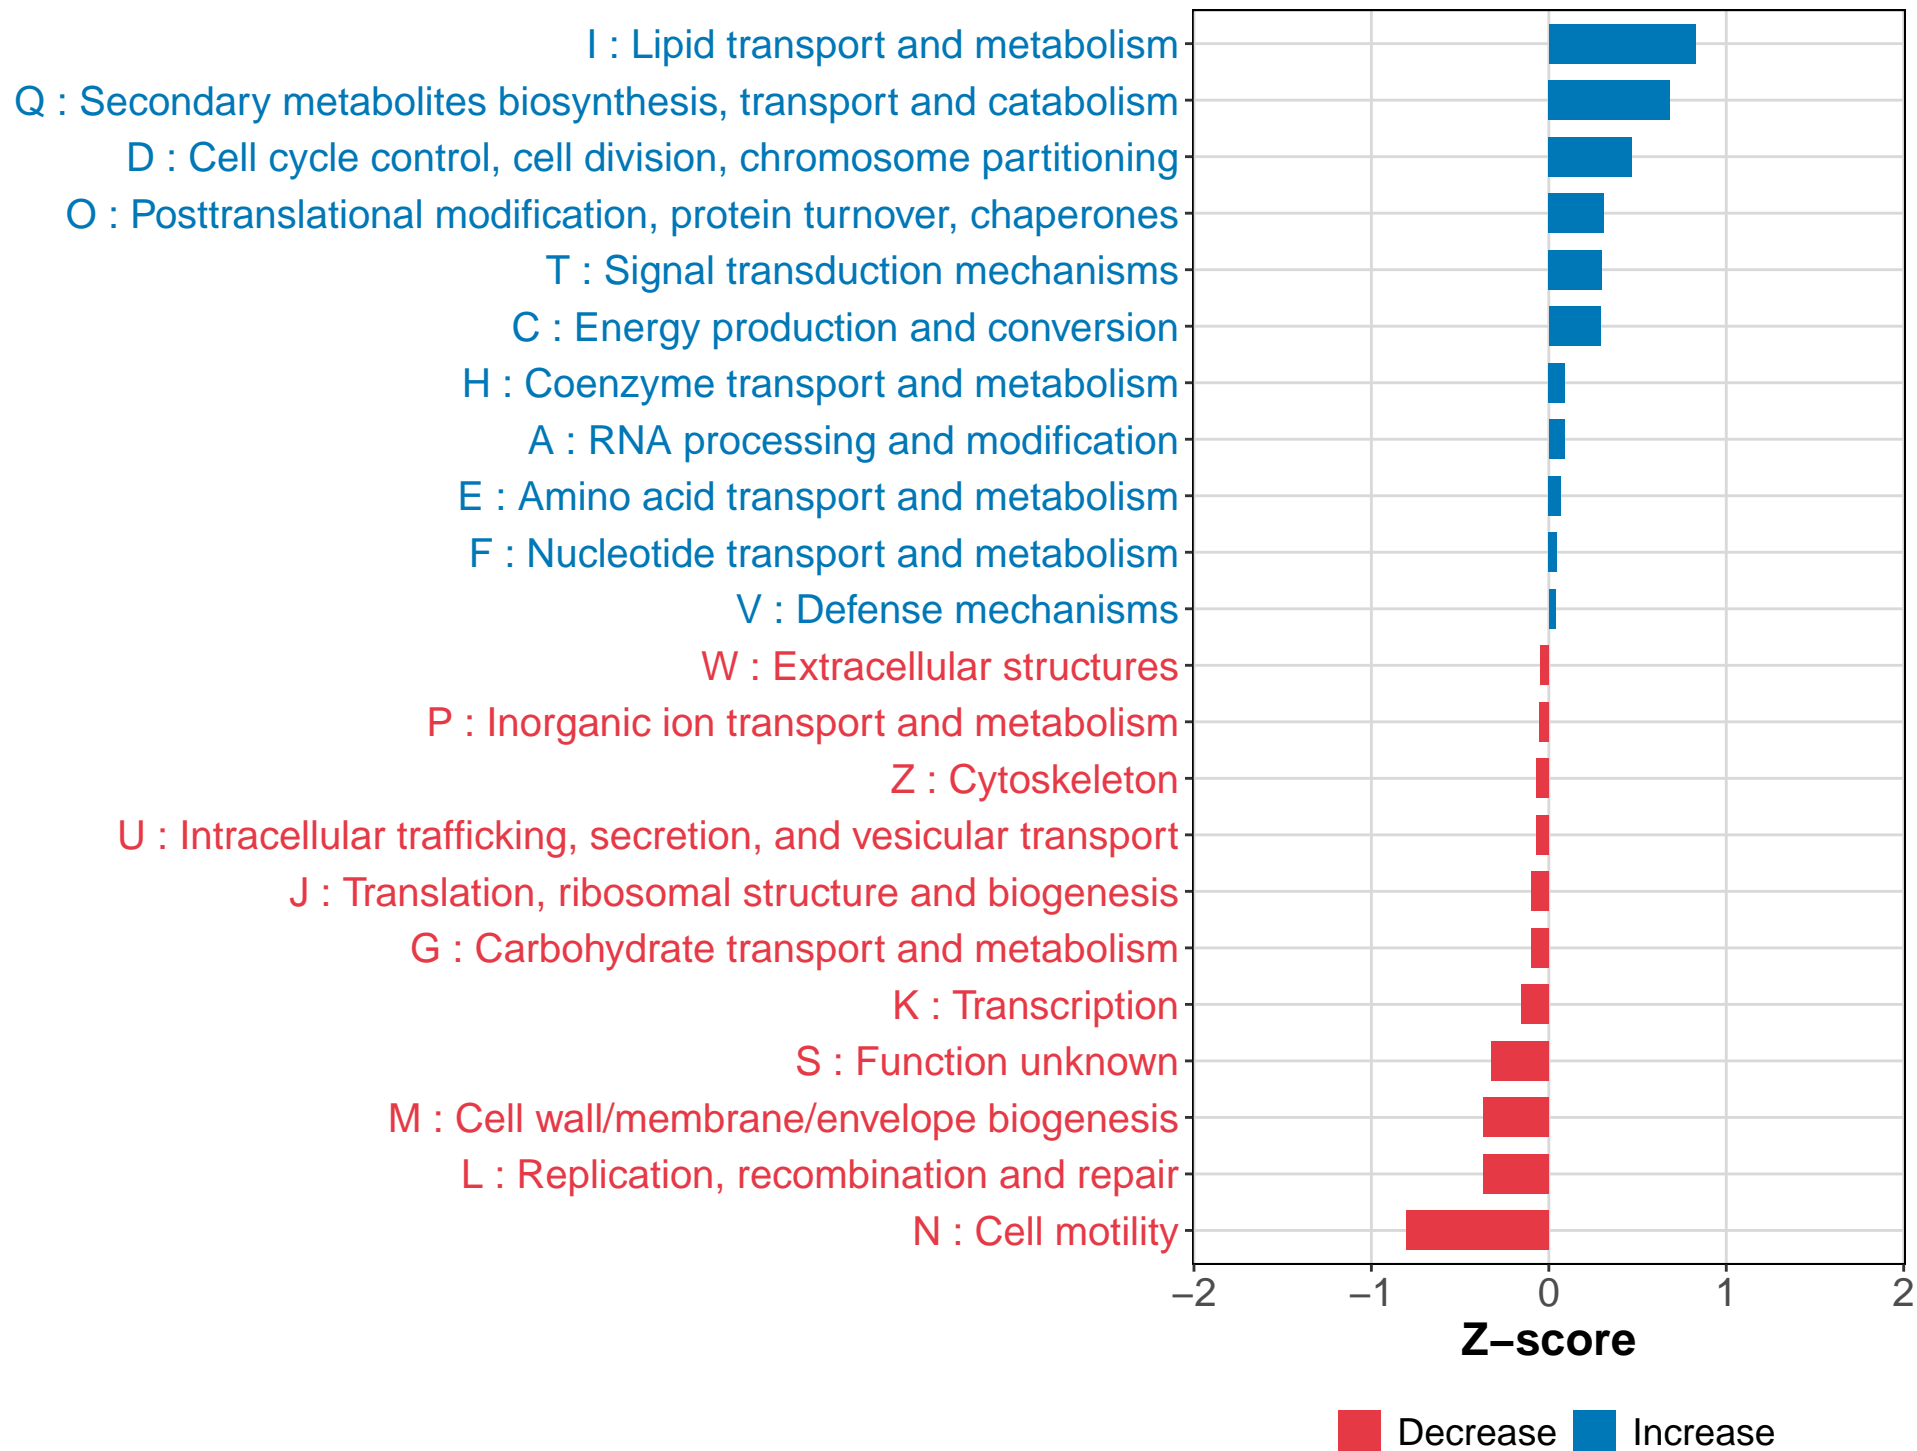 I : Lipid transport and metabolism
Q : Secondary metabolites biosynthesis, transport and catabolism
D : Cell cycle control, cell division, chromosome partitioning
O : Posttranslational modification, protein turnover, chaperones
T : Signal transduction mechanisms
C : Energy production and conversion
H : Coenzyme transport and metabolism
A : RNA processing and modification
E : Amino acid transport and metabolism
F : Nucleotide transport and metabolism
V : Defense mechanisms
W : Extracellular structures
P : Inorganic ion transport and metabolism
Z : Cytoskeleton
U : Intracellular trafficking, secretion, and vesicular transport
J : Translation, ribosomal structure and biogenesis
G : Carbohydrate transport and metabolism
K : Transcription
S : Function unknown
M : Cell wall/membrane/envelope biogenesis
L : Replication, recombination and repair
N : Cell motility
−2 −1 0 1 2
Z−score
Decrease Increase